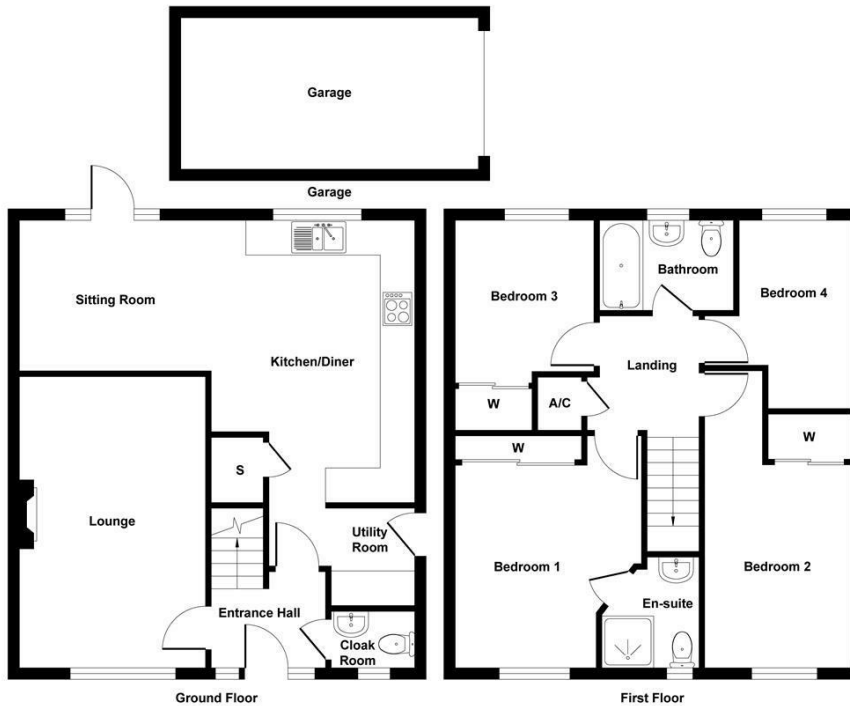 Garage
Garage
Sitting Room
Kitchen/Diner
S
Lounge
Utility
Room
Entrance Hall
Cloak
Room
Ground Floor
Bathroom
Bedroom 3
Bedroom 4
Landing
W
A/C
W
W
Bedroom 1
Bedroom 2
En-suite
First Floor